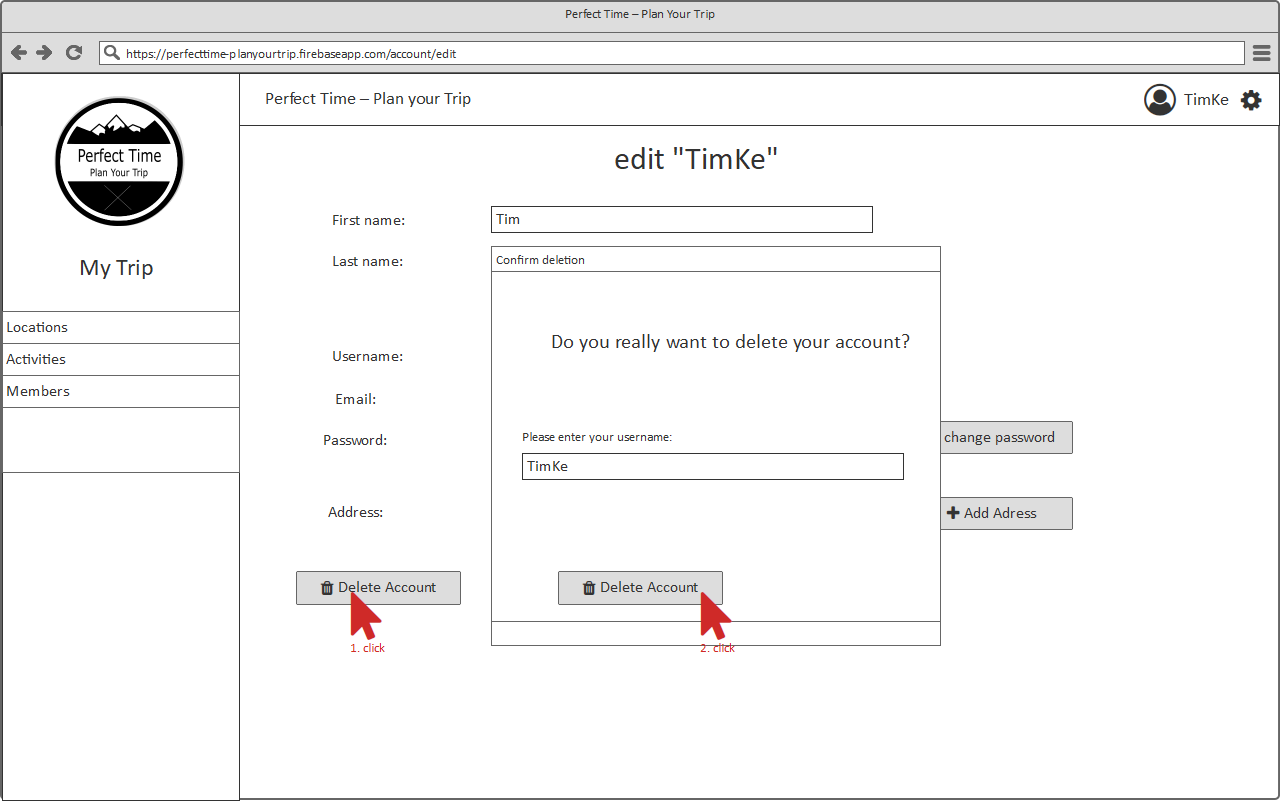 Perfect Time – Plan Your Trip
https://perfecttime-planyourtrip.firebaseapp.com/account/edit
Perfect Time – Plan your Trip
TimKe
Perfect Time
Plan Your Trip
My Trip
Locations
Activities
Members
edit "TimKe"
First name:
Tim
Last name:
Username:
Email:
Password:
change password
Address:
Add Adress
Delete Account
1. click
Confirm deletion
Do you really want to delete your account?
Please enter your username:
TimKe
Delete Account
2. click